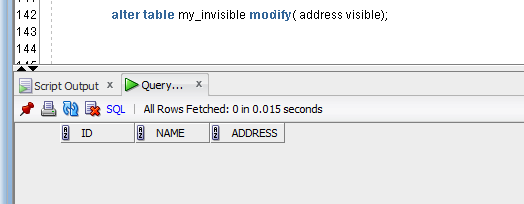 142 alter table my_invisible modify( address visible);
143
144
Script Output x Query... x
SQL | All Rows Fetched: 0 in 0.015 seconds
ID NAME ADDRESS